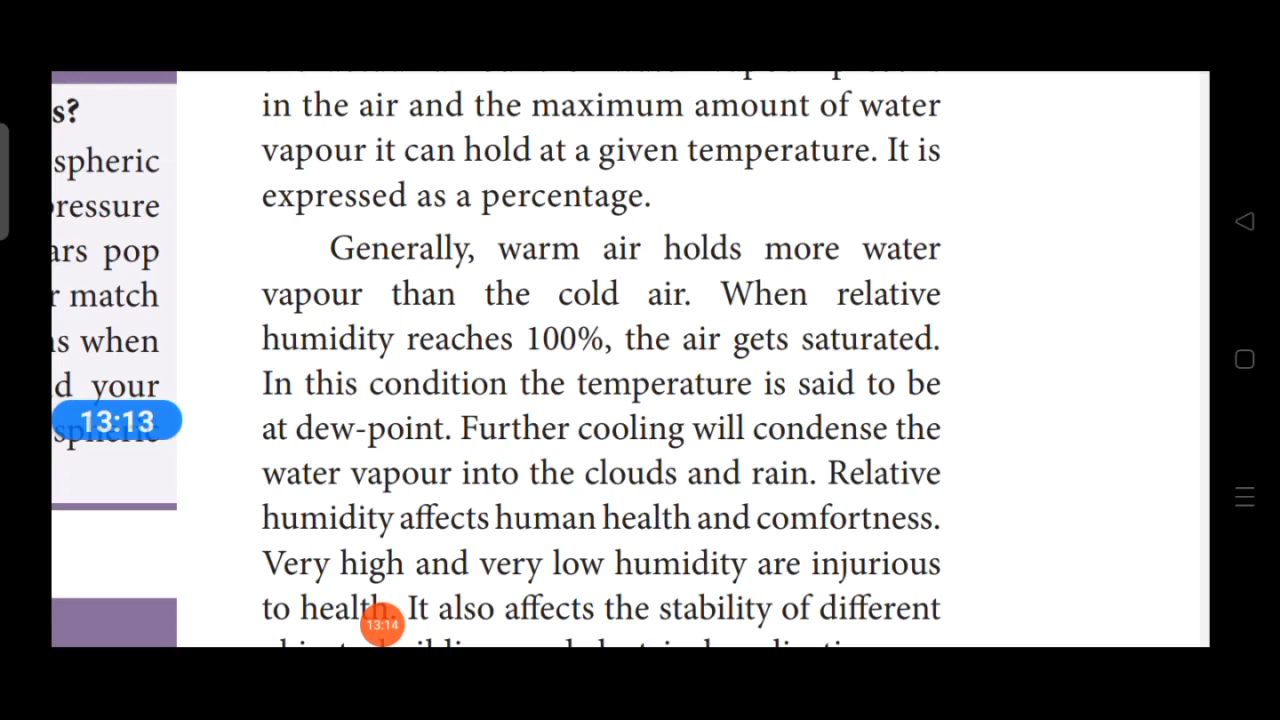 s?
spheric
pressure
ars pop
r match
ns when
d your
13:13
in the air and the maximum amount of water
vapour it can hold at a given temperature. It is
expressed as a percentage.
Generally, warm air holds more water
vapour than the cold air. When relative
humidity reaches 100%, the air gets saturated.
In this condition the temperature is said to be
at dew-point. Further cooling will condense the
water vapour into the clouds and rain. Relative
humidity affects human health and comfortness.
Very high and very low humidity are injurious
to health. It also affects the stability of different
13:14